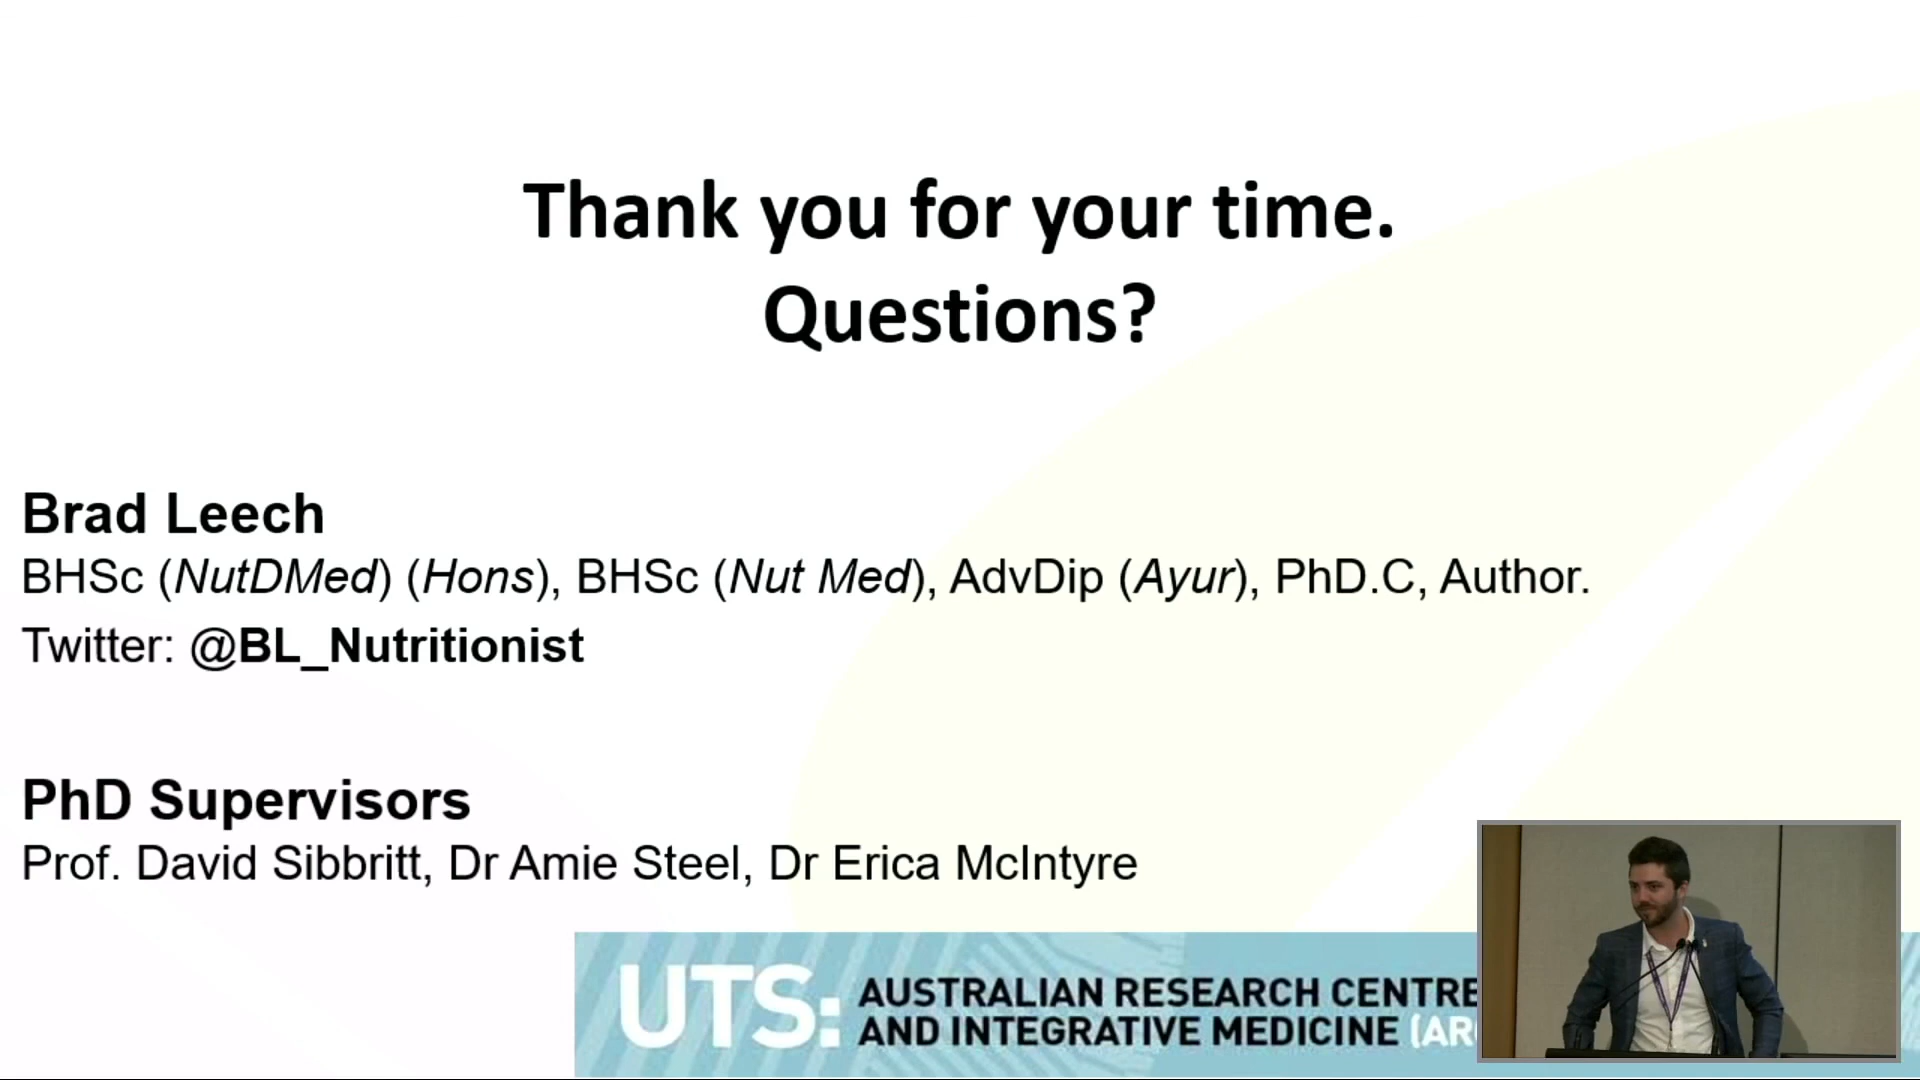 Thank you for your time.
Questions?
Brad Leech
BHSc (NutDMed) (Hons), BHSc (Nut Med), AdvDip (Ayur), PhD.C, Author.
Twitter: @BL_Nutritionist
PhD Supervisors
Prof. David Sibbritt, Dr Amie Steel, Dr Erica McIntyre
UTS: AUSTRALIAN RESEARCH CENTRE
AND INTEGRATIVE MEDICINE (AR